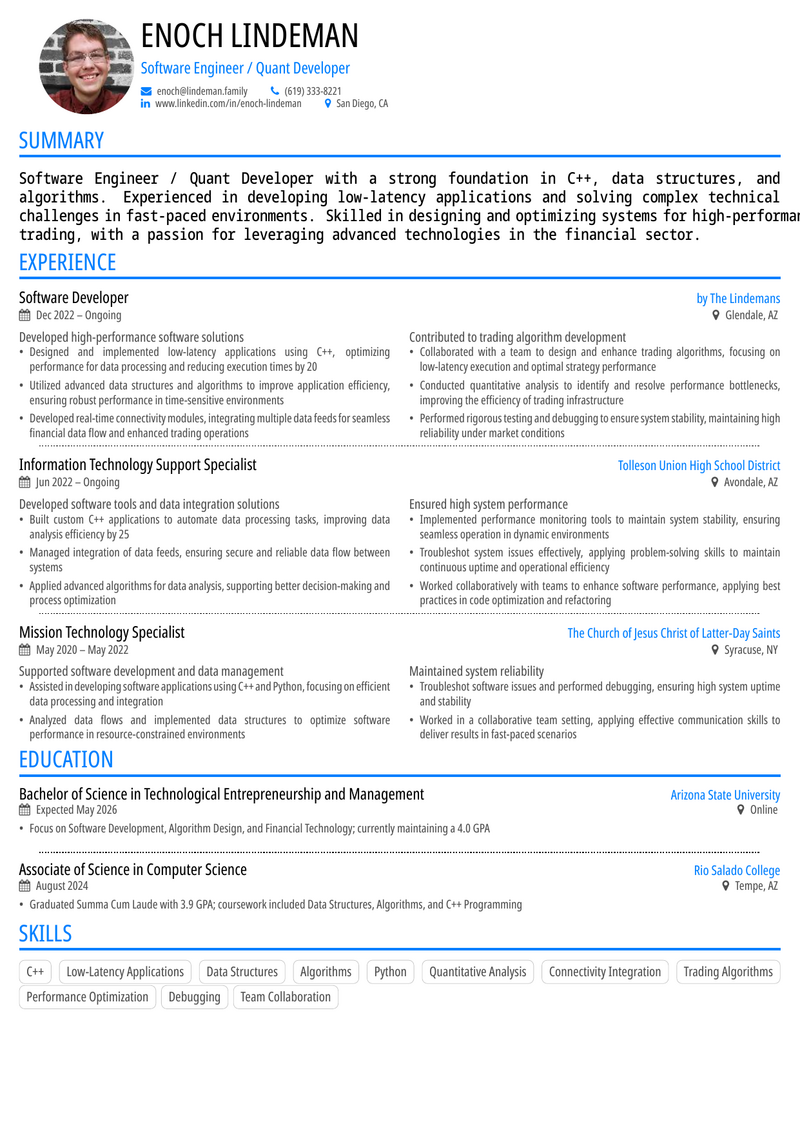 ENOCH LINDEMAN
Software Engineer / Quant Developer
enoch@lindeman.family (619) 333-8221
www.linkedin.com/in/enoch-lindeman San Diego, CA
SUMMARY
Software Engineer / Quant Developer with a strong foundation in C++, data structures, and
algorithms. Experienced in developing low-latency applications and solving complex technical
challenges in fast-paced environments. Skilled in designing and optimizing systems for high-performan
trading, with a passion for leveraging advanced technologies in the financial sector.
EXPERIENCE
Software Developer by The Lindemans
Dec 2022 – Ongoing Glendale, AZ
Developed high-performance software solutions
• Designed and implemented low-latency applications using C++, optimizing
performance for data processing and reducing execution times by 20
• Utilized advanced data structures and algorithms to improve application efficiency,
ensuring robust performance in time-sensitive environments
• Developed real-time connectivity modules, integrating multiple data feeds for seamless
financial data flow and enhanced trading operations
Contributed to trading algorithm development
• Collaborated with a team to design and enhance trading algorithms, focusing on
low-latency execution and optimal strategy performance
• Conducted quantitative analysis to identify and resolve performance bottlenecks,
improving the efficiency of trading infrastructure
• Performed rigorous testing and debugging to ensure system stability, maintaining high
reliability under market conditions
Information Technology Support Specialist Tolleson Union High School District
Jun 2022 – Ongoing Avondale, AZ
Developed software tools and data integration solutions
• Built custom C++ applications to automate data processing tasks, improving data
analysis efficiency by 25
• Managed integration of data feeds, ensuring secure and reliable data flow between
systems
• Applied advanced algorithms for data analysis, supporting better decision-making and
process optimization
Ensured high system performance
• Implemented performance monitoring tools to maintain system stability, ensuring
seamless operation in dynamic environments
• Troubleshot system issues effectively, applying problem-solving skills to maintain
continuous uptime and operational efficiency
• Worked collaboratively with teams to enhance software performance, applying best
practices in code optimization and refactoring
Mission Technology Specialist The Church of Jesus Christ of Latter-Day Saints
May 2020 – May 2022 Syracuse, NY
Supported software development and data management
• Assisted in developing software applications using C++ and Python, focusing on efficient
data processing and integration
• Analyzed data flows and implemented data structures to optimize software
performance in resource-constrained environments
Maintained system reliability
• Troubleshot software issues and performed debugging, ensuring high system uptime
and stability
• Worked in a collaborative team setting, applying effective communication skills to
deliver results in fast-paced scenarios
EDUCATION
Bachelor of Science in Technological Entrepreneurship and Management Arizona State University
Expected May 2026 Online
• Focus on Software Development, Algorithm Design, and Financial Technology; currently maintaining a 4.0 GPA
Associate of Science in Computer Science Rio Salado College
August 2024 Tempe, AZ
• Graduated Summa Cum Laude with 3.9 GPA; coursework included Data Structures, Algorithms, and C++ Programming
SKILLS
C++ Low-Latency Applications Data Structures Algorithms Python Quantitative Analysis Connectivity Integration Trading Algorithms
Performance Optimization Debugging Team Collaboration